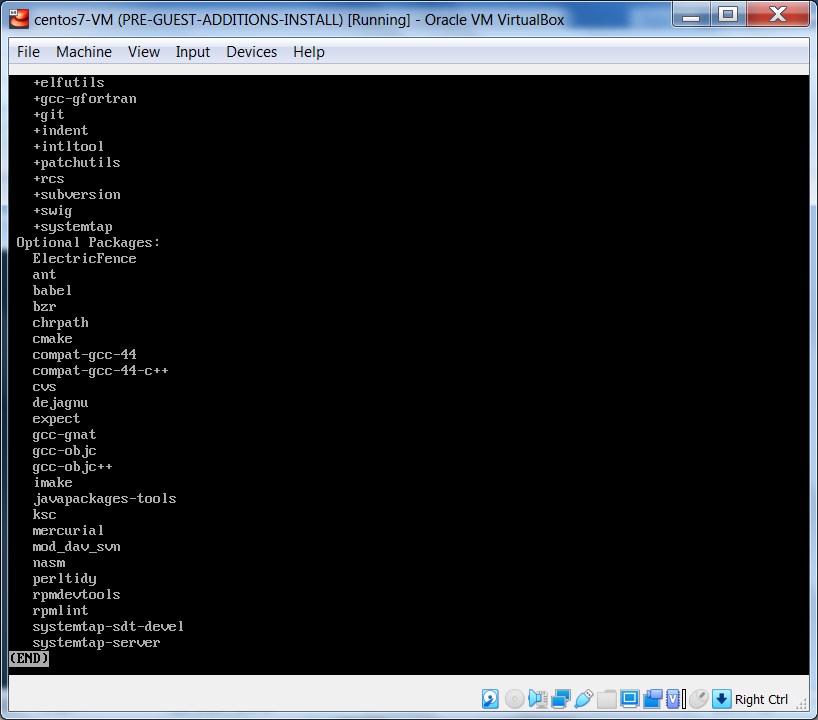 centos7-VM (PRE-GUEST-ADDITIONS-INSTALL) [Running] - Oracle VM VirtualBox
File Machine View Input Devices Help
+elfutils
+gcc-gfortran
+git
+indent
+intltool
+patchutils
+rcs
+subversion
+swig
+systemtap
Optional Packages:
ElectricFence
ant
babel
bzr
chrpath
cmake
compat-gcc-44
compat-gcc-44-c++
cvs
dejagnu
expect
gcc-gnat
gcc-objc
gcc-objc++
imake
javapackages-tools
ksc
mercurial
mod_dav_svn
nasm
perltidy
rpmdevtools
rpmlint
systemtap-sdt-devel
systemtap-server
(END)
Right Ctrl